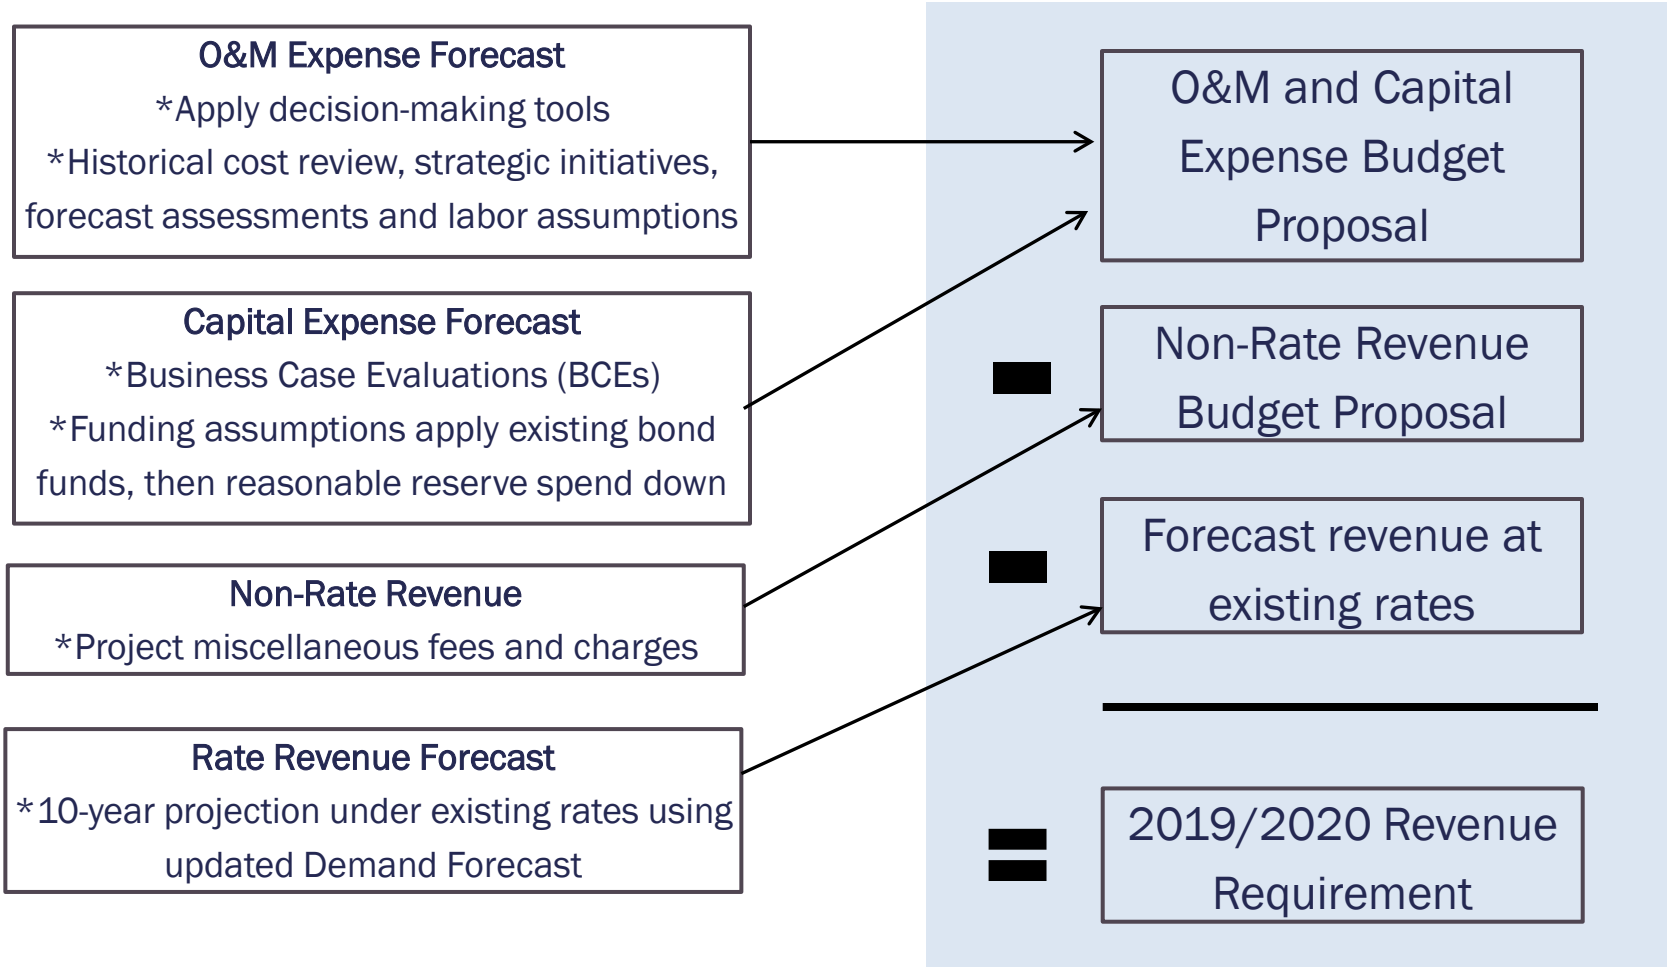 O&M Expense Forecast
*Apply decision-making tools
*Historical cost review, strategic initiatives,
forecast assessments and labor assumptions
Capital Expense Forecast
*Business Case Evaluations (BCEs)
*Funding assumptions apply existing bond
funds, then reasonable reserve spend down
Non-Rate Revenue
*Project miscellaneous fees and charges
Rate Revenue Forecast
*10-year projection under existing rates using
updated Demand Forecast
O&M and Capital
Expense Budget
Proposal
Non-Rate Revenue
Budget Proposal
Forecast revenue at
existing rates
2019/2020 Revenue
Requirement